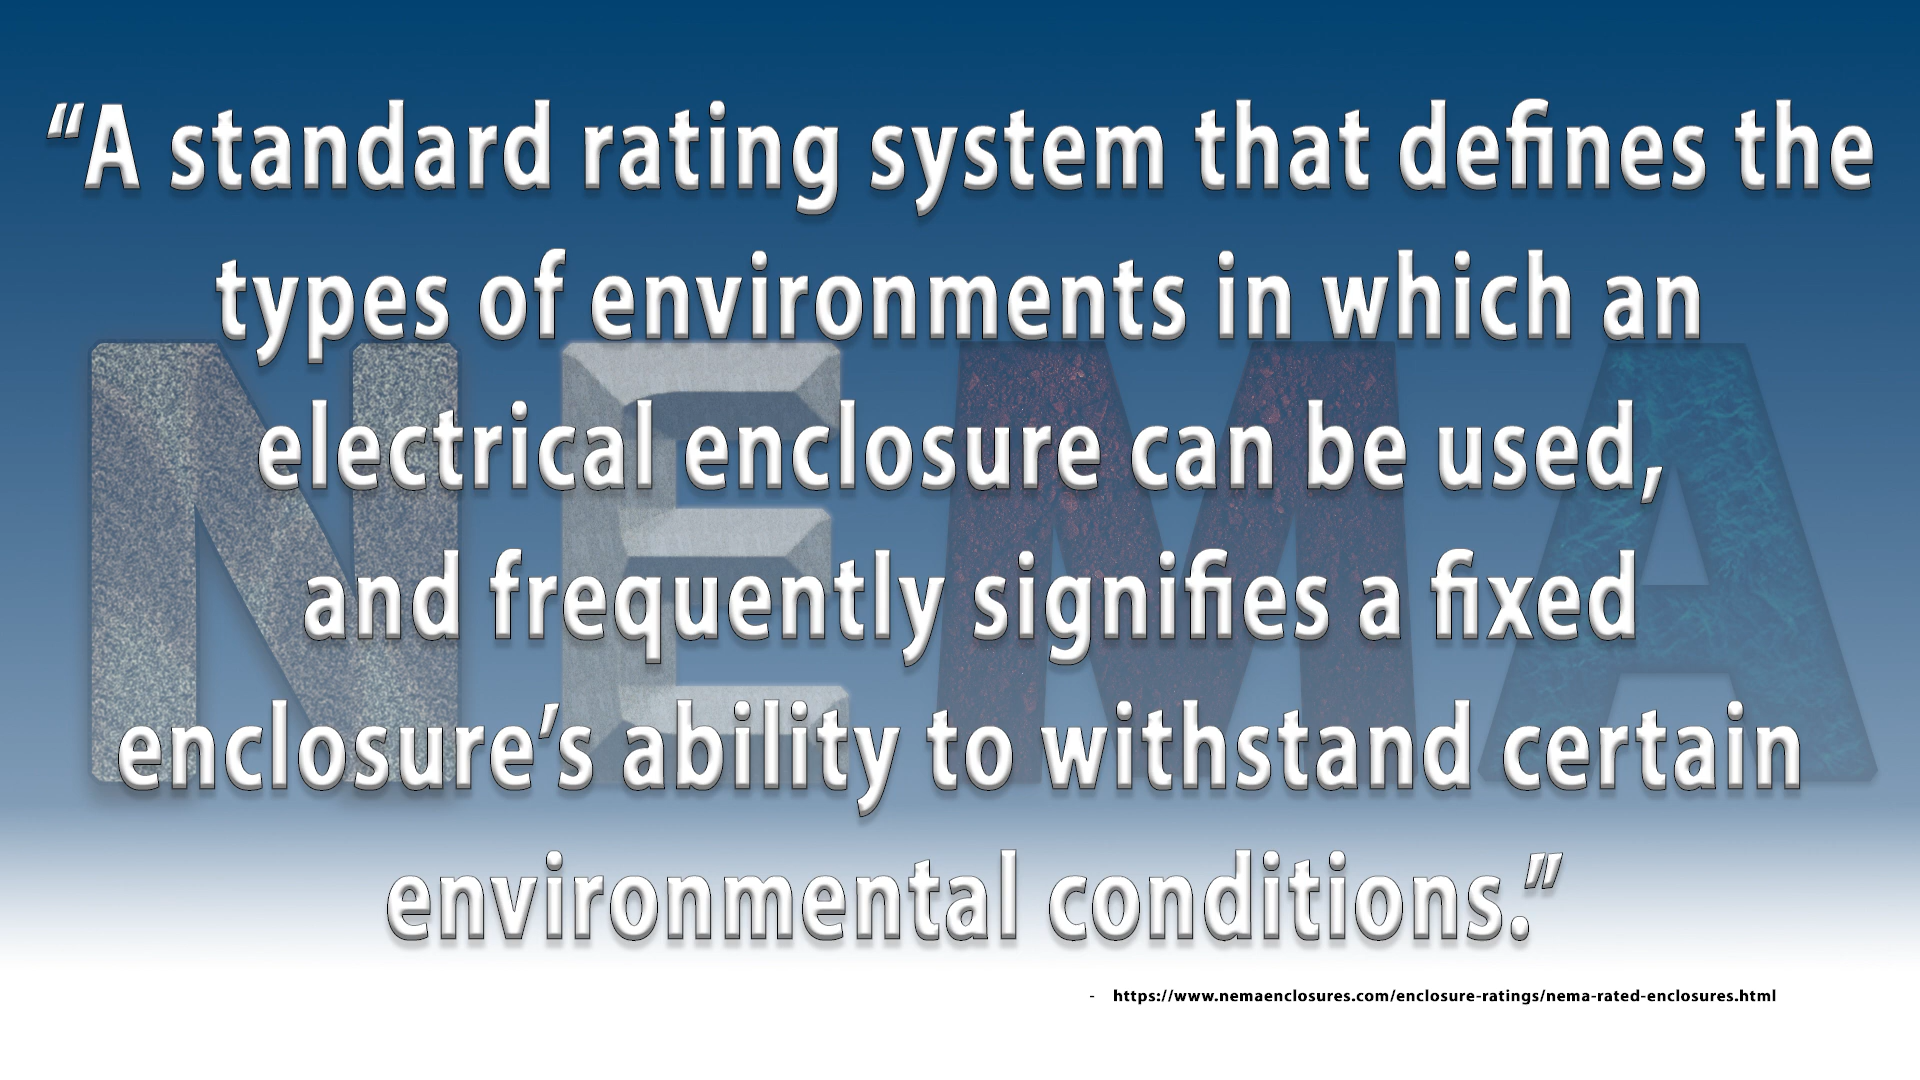 “A standard rating system that defines the
types of environments in which an
electrical enclosure can be used,
and frequently signifies a fixed
enclosure’s ability to withstand certain
environmental conditions.”
- https://www.nemaenclosures.com/enclosure-ratings/nema-rated-enclosures.html
NEMA